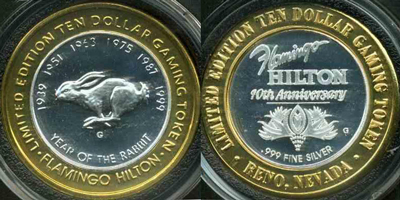 LIMITED EDITION TEN DOLLAR GAMING TOKEN
1939 1951 1963 1975 1987 1999
G
YEAR OF THE RABBIT
• FLAMINGO HILTON •
LIMITED EDITION TEN DOLLAR GAMING TOKEN
Flamingo
HILTON
10th Anniversary
G
.999 FINE SILVER
• RENO, NEVADA •